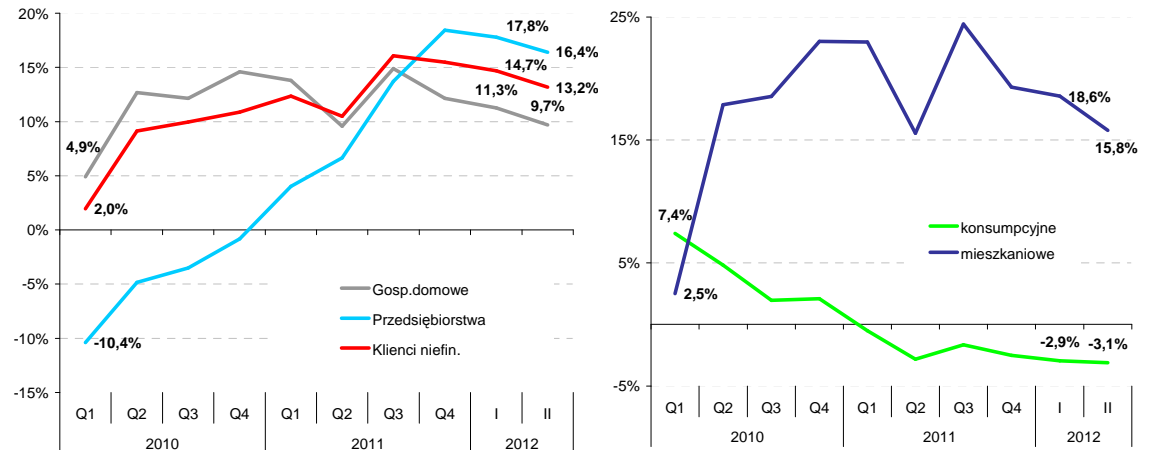 20%
15%
10%
5%
0%
-5%
-10%
-15%
17,8%
16,4%
14,7%
13,2%
11,3%
9,7%
4,9%
2,0%
-10,4%
Gosp.domowe
Przedsiębiorstwa
Klienci niefin.
Q1 Q2 Q3 Q4 Q1 Q2 Q3 Q4 I II
2010 2011 2012
25%
15%
5%
-5%
18,6%
15,8%
7,4%
2,5%
konsumpcyjne
mieszkaniowe
-2,9% -3,1%
Q1 Q2 Q3 Q4 Q1 Q2 Q3 Q4 I II
2010 2011 2012